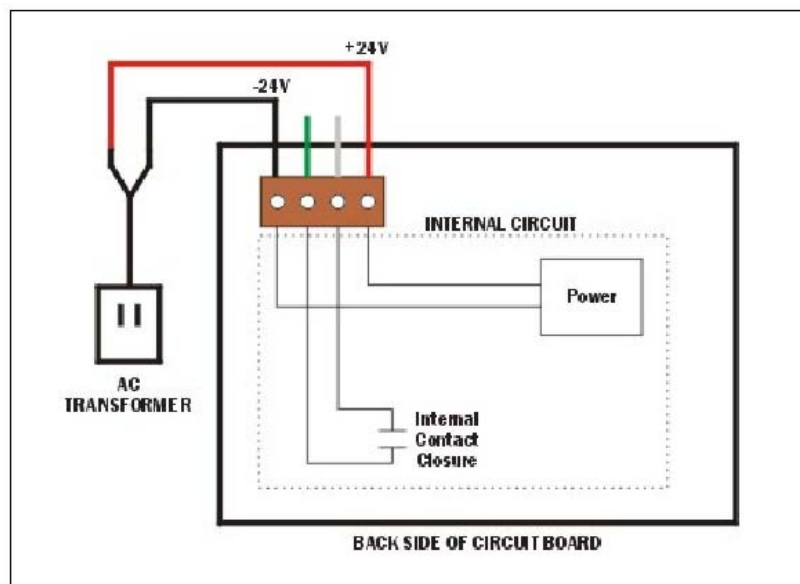 +24V
-24V
INTERNAL CIRCUIT
Power
AC
TRANSFORMER
Internal
Contact
Closure
BACK SIDE OF CIRCUIT BOARD